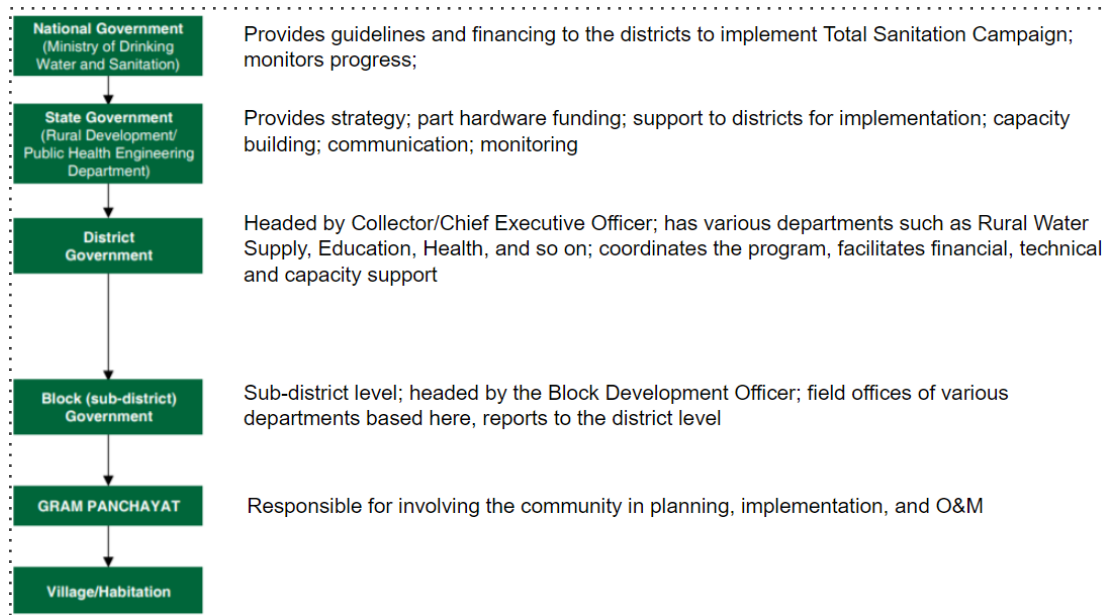 National Government
(Ministry of Drinking
Water and Sanitation)
Provides guidelines and financing to the districts to implement Total Sanitation Campaign;
monitors progress;
State Government
(Rural Development/
Public Health Engineering
Department)
Provides strategy; part hardware funding; support to districts for implementation; capacity
building; communication; monitoring
District
Government
Headed by Collector/Chief Executive Officer; has various departments such as Rural Water
Supply, Education, Health, and so on; coordinates the program, facilitates financial, technical
and capacity support
Block (sub-district)
Government
Sub-district level; headed by the Block Development Officer; field offices of various
departments based here, reports to the district level
GRAM PANCHAYAT
Responsible for involving the community in planning, implementation, and O&M
Village/Habitation